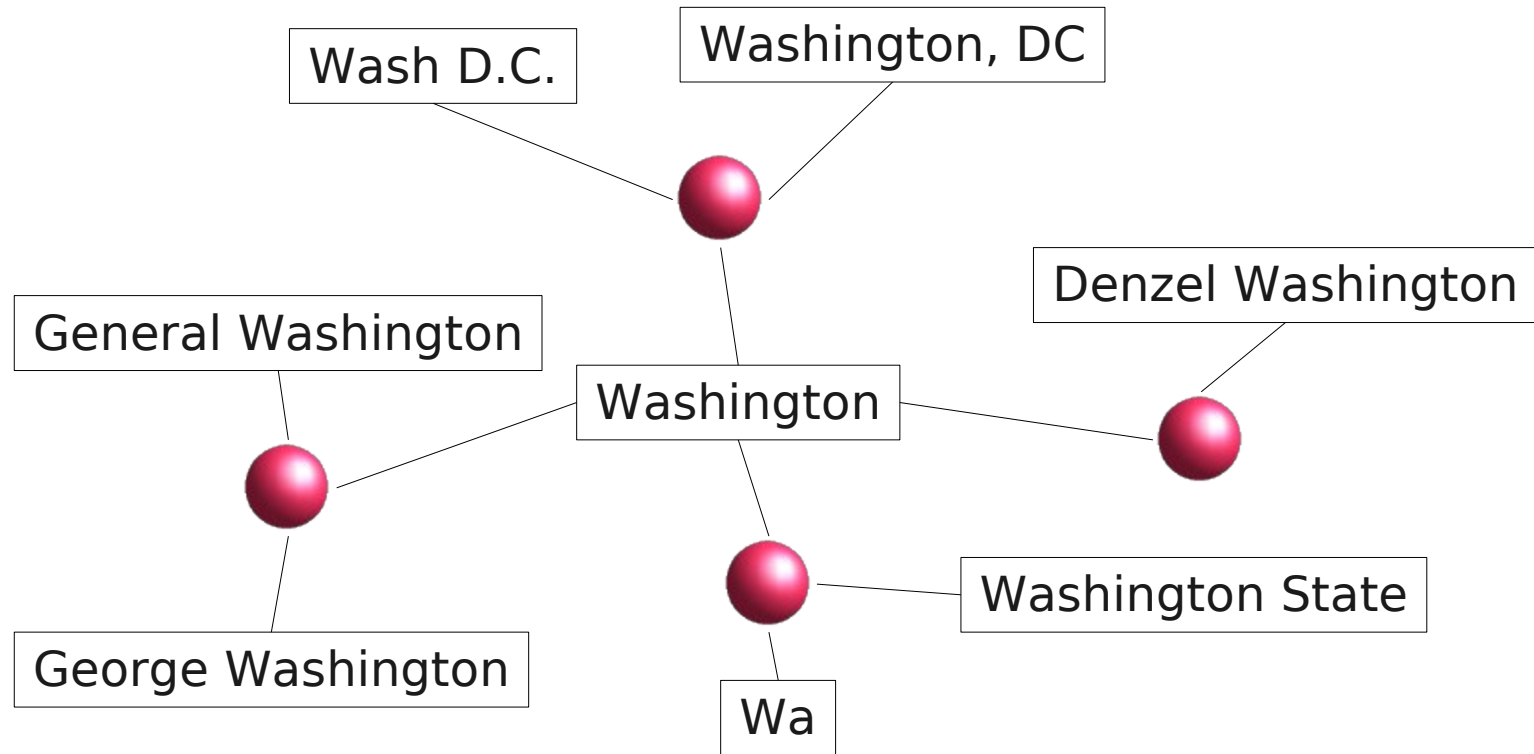 Wash D.C.
Washington, DC
Denzel Washington
General Washington
Washington
Washington State
George Washington
Wa